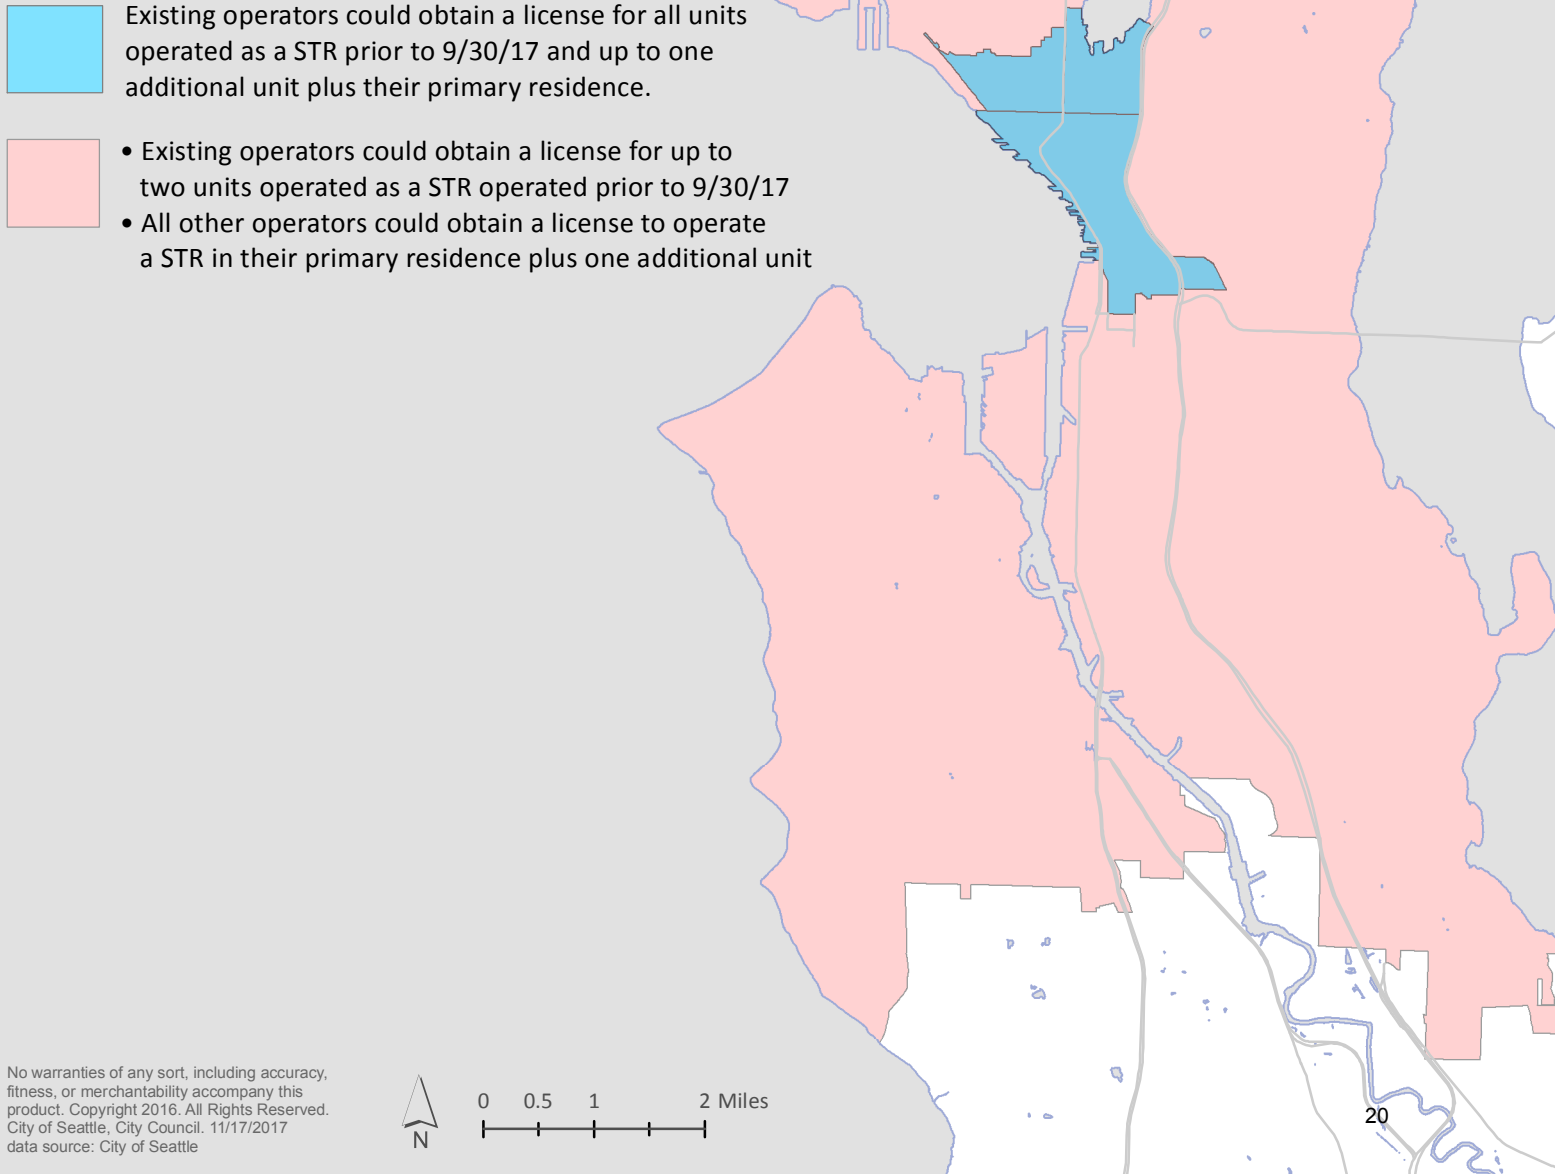 Existing operators could obtain a license for all units
operated as a STR prior to 9/30/17 and up to one
additional unit plus their primary residence.
• Existing operators could obtain a license for up to
two units operated as a STR operated prior to 9/30/17
• All other operators could obtain a license to operate
a STR in their primary residence plus one additional unit
No warranties of any sort, including accuracy,
fitness, or merchantability accompany this
product. Copyright 2016. All Rights Reserved.
City of Seattle, City Council. 11/17/2017
data source: City of Seattle
N
0 0.5 1 2 Miles
20